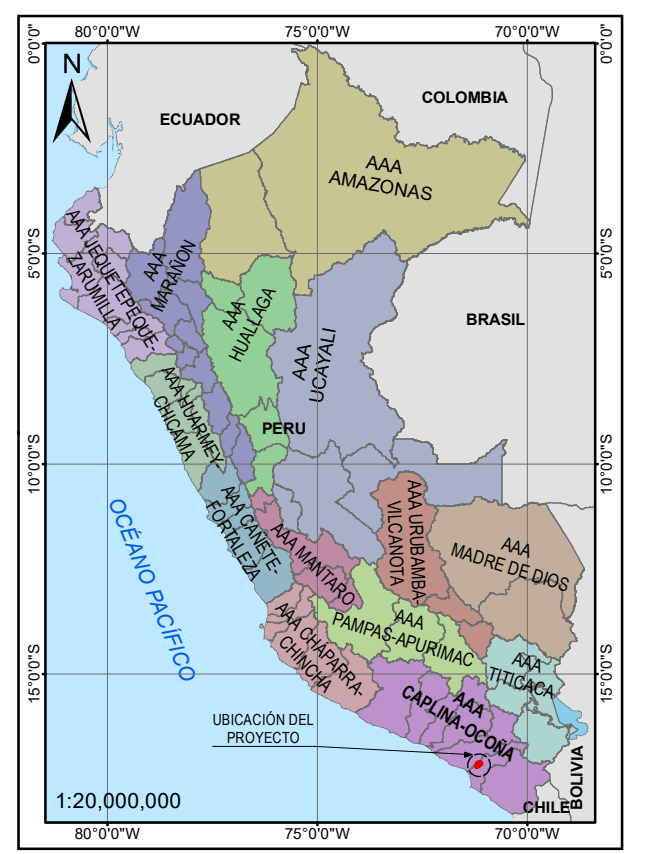 80°0'0"W
75°0'0"W
70°0'0"W
0°0'0"
0°0'0"
N
COLOMBIA
ECUADOR
AAA
AMAZONAS
5°0'0"S
5°0'0"S
AAA JEQUETEPEQUE-
ZARUMILLA
AAA
MARAÑON
AAA
HUALLAGA
AAA
UCAYALI
BRASIL
AAA HUARMEY-
CHICAMA
PERU
10°0'0"S
10°0'0"S
AAA CAÑETE-
FORTALEZA
AAA MANTARO
AAA URUBAMBA
VILCANOTA
AAA
MADRE DE DIOS
OCÉANO PACÍFICO
AAA CHAPARRA-
CHINCHA
AAA
PAMPAS-APURIMAC
AAA
TITICACA
15°0'0"S
15°0'0"S
AAA
CAPLINA-OCOÑA
UBICACIÓN DEL
PROYECTO
BOLIVIA
1:20,000,000
CHILE
80°0'0"W
75°0'0"W
70°0'0"W